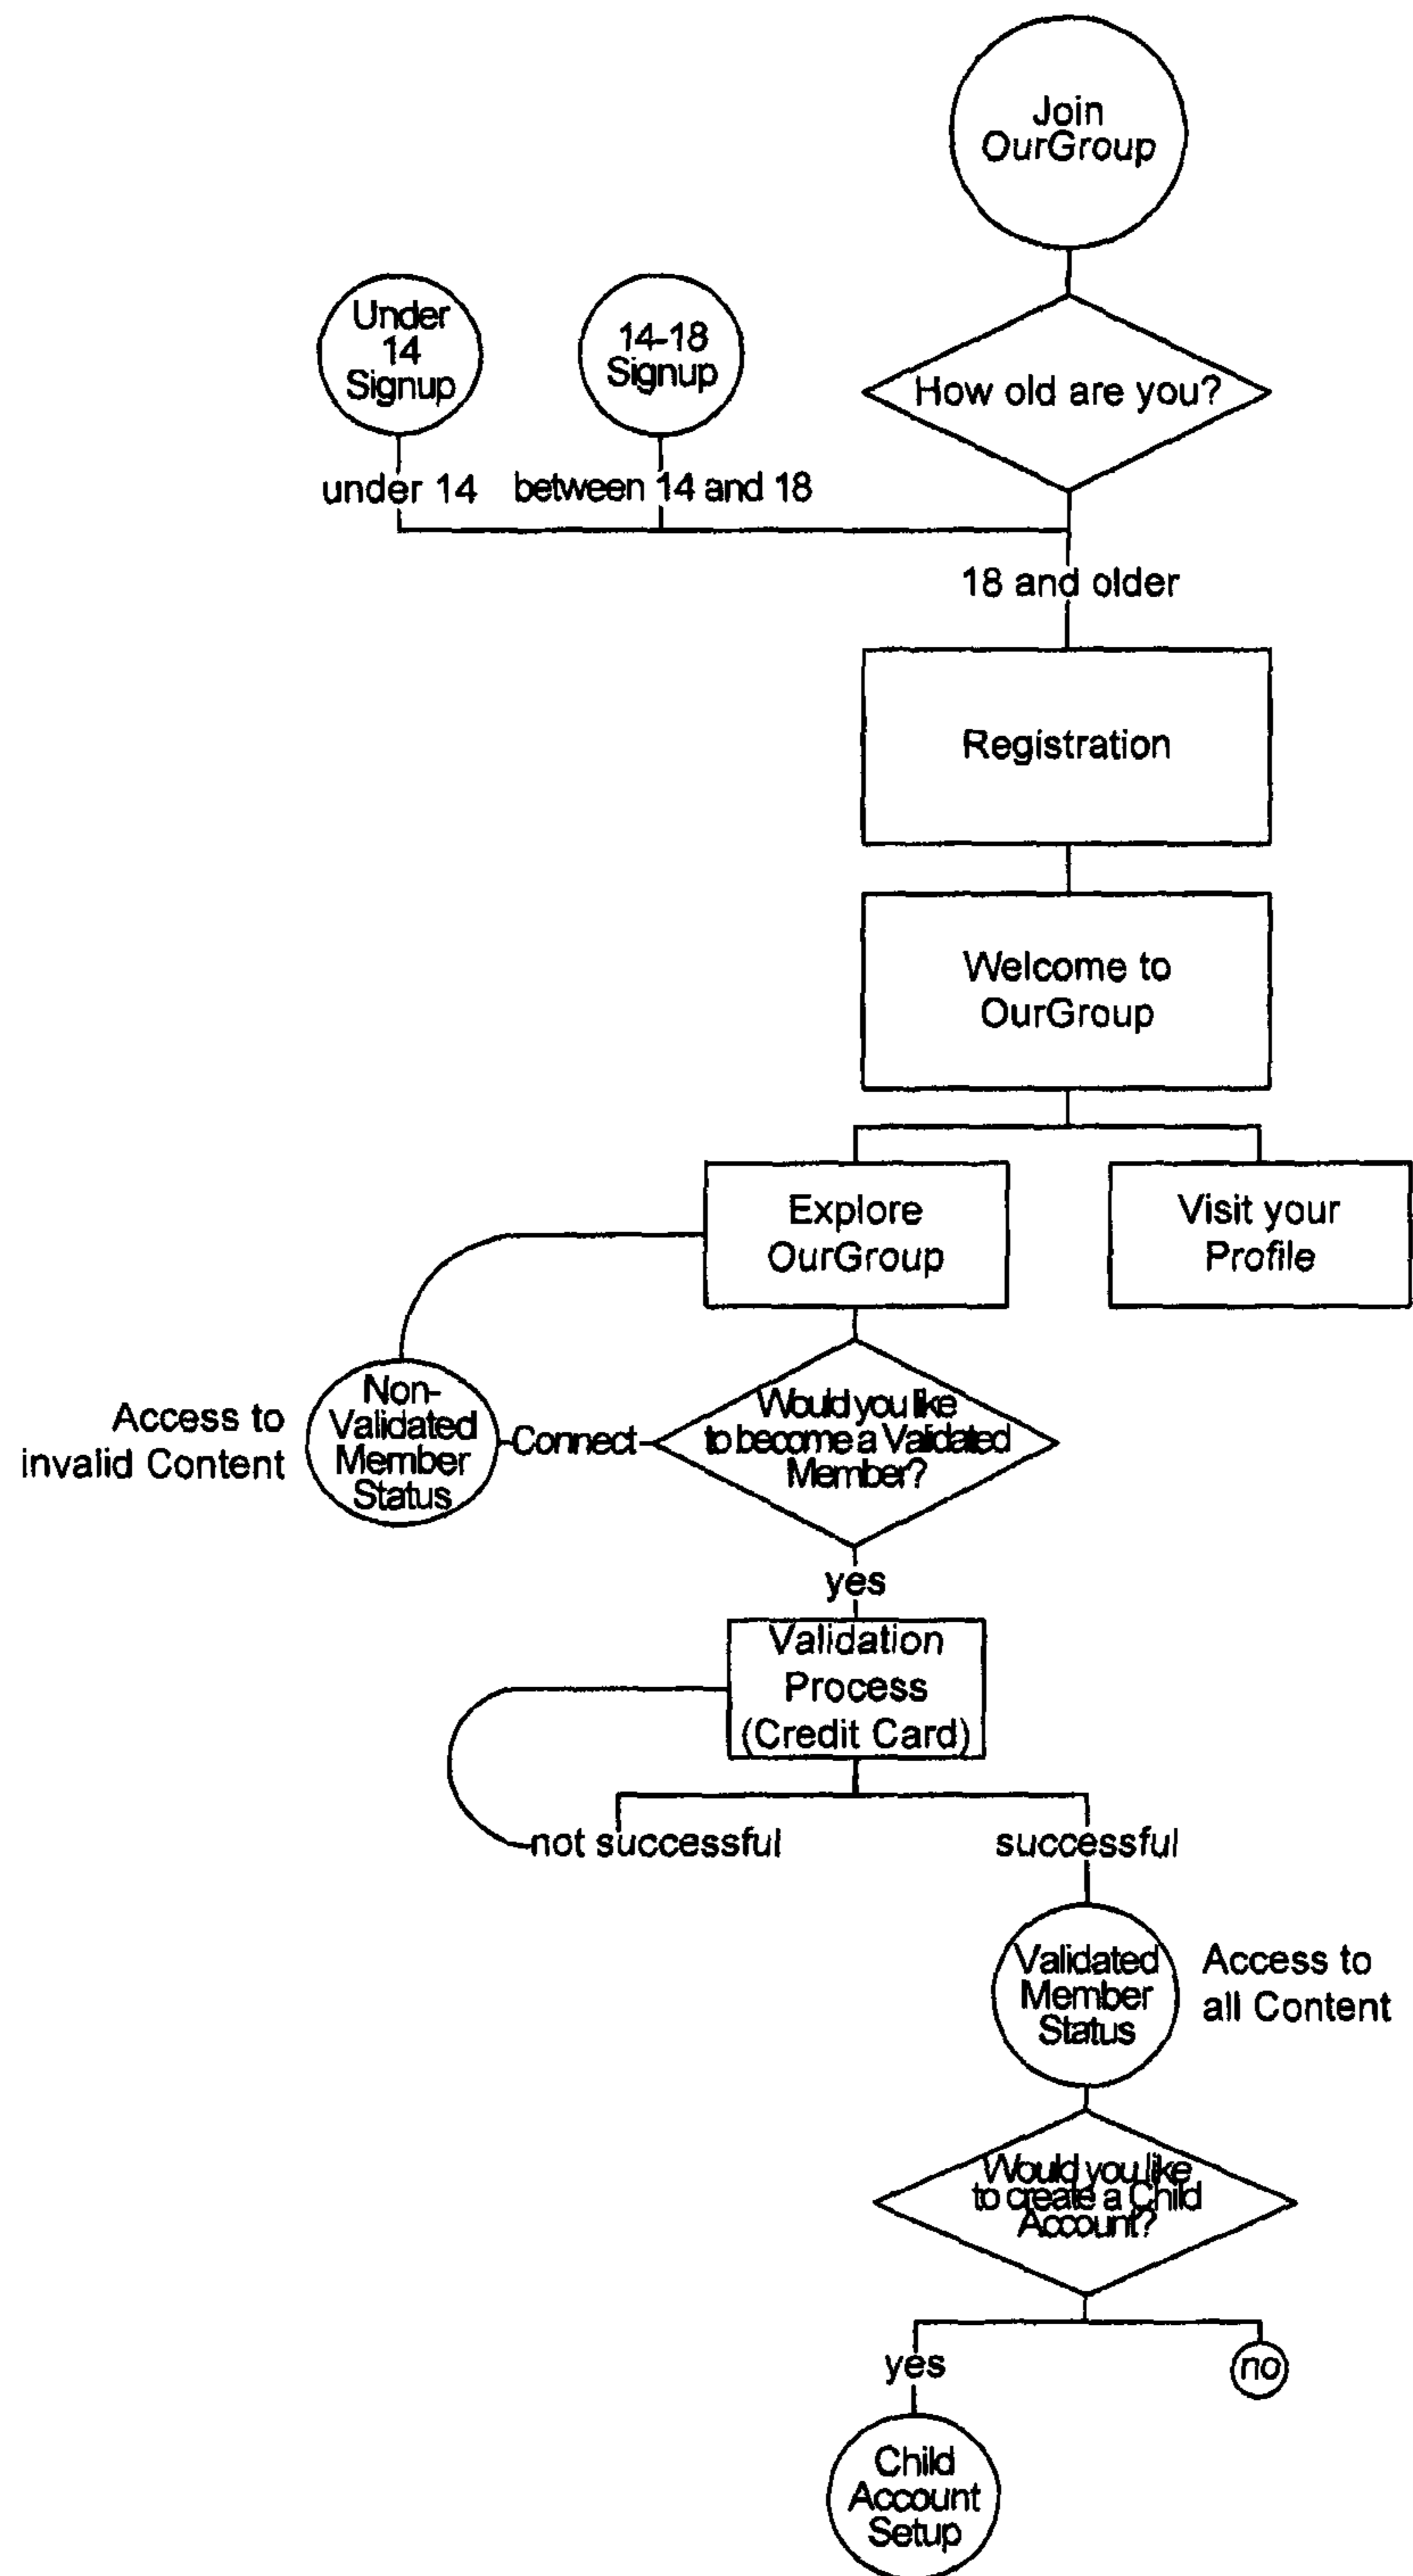 Join
OurGroup
Under
14
Signup
14-18
Signup
How old are you?
under 14
between 14 and 18
18 and older
Registration
Welcome to
OurGroup
Explore
OurGroup
Visit your
Profile
Access to
invalid Content
Non-
Validated
Member
Status
Connect
Would you like
to become a Validated
Member?
yes
Validation
Process
(Credit Card)
not successful
successful
Validated
Member
Status
Access to
all Content
Would you like
to create a Child
Account?
yes
no
Child
Account
Setup